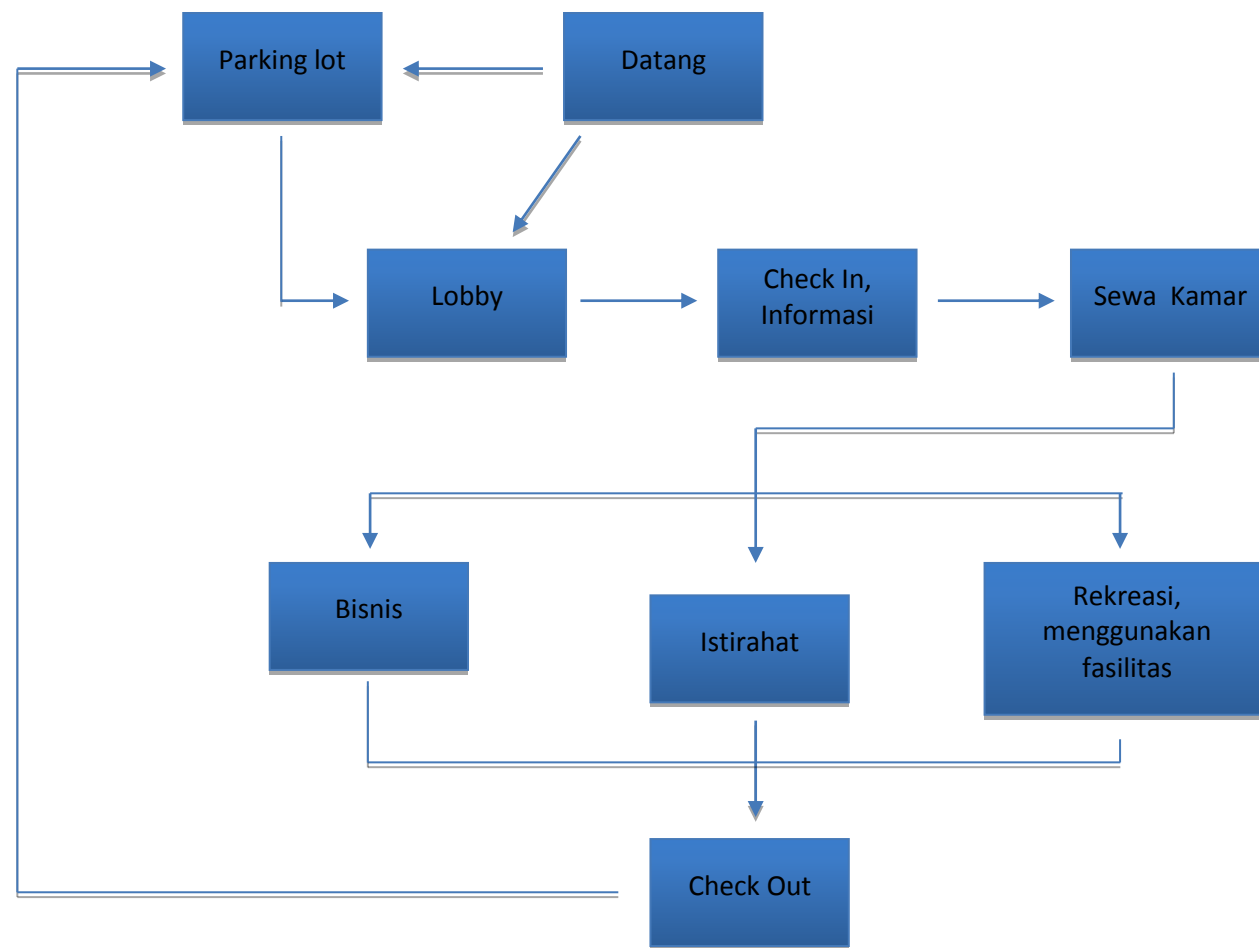 Parking lot
Datang
Lobby
Check In,
Informasi
Sewa  Kamar
Bisnis
Istirahat
Rekreasi,
menggunakan
fasilitas
Check Out